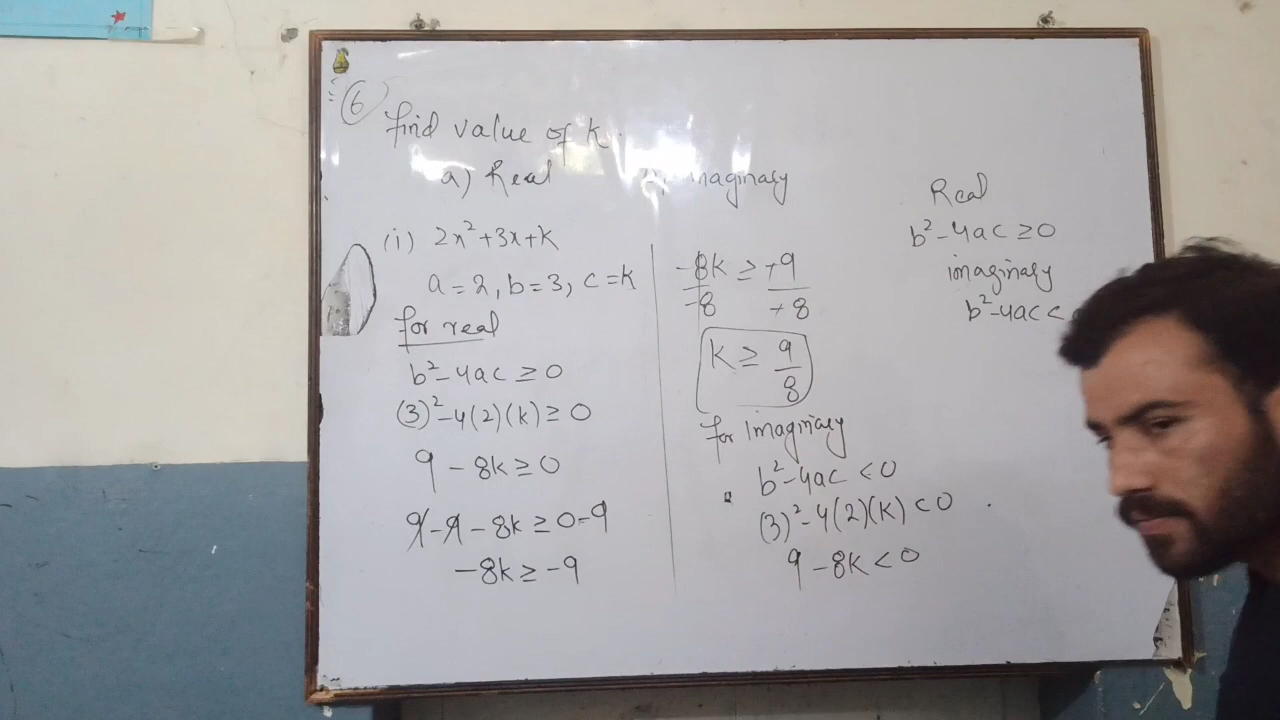 6
find value of k.
a) Real
imaginary
(i) 2x²+3x+k
a=2, b=3, c=k
for real
b²-4ac ≥ 0
(3)²-4(2)(k) ≥ 0
9 - 8k ≥ 0
9-9-8k ≥ 0-9
-8k ≥ -9
-8k/-8 ≥ +9/+8
k ≥ 9/8
for imaginary
b²-4ac < 0
(3)²-4(2)(k) < 0
9 - 8k < 0
Real
b²-4ac ≥ 0
imaginary
b²-4ac <